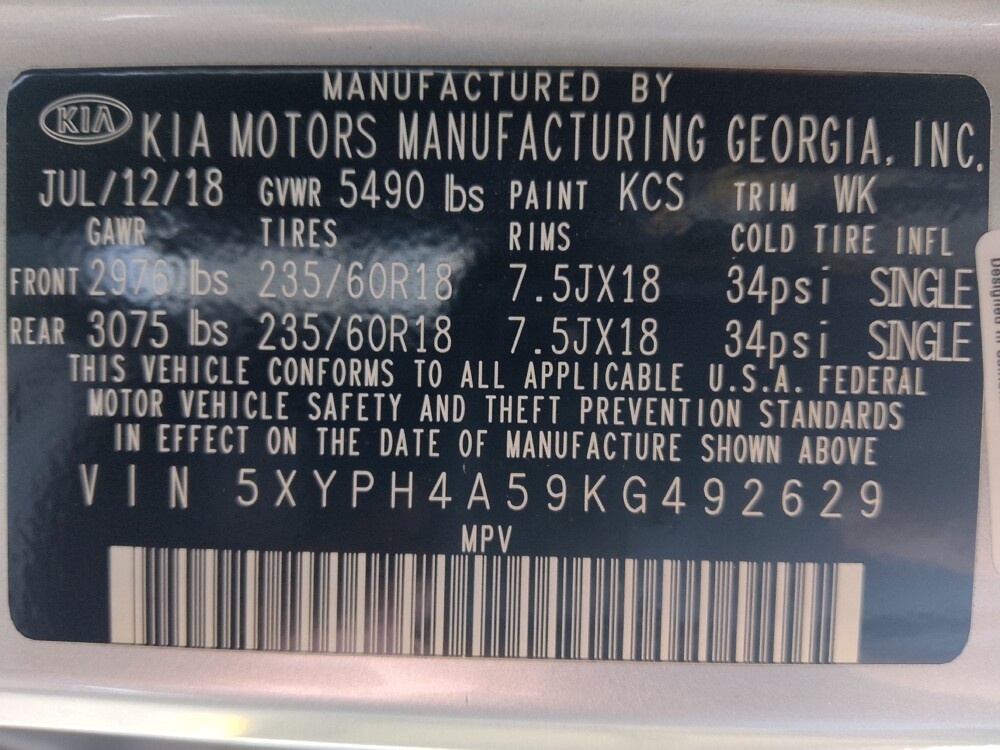 MANUFACTURED BY
KIA KIA MOTORS MANUFACTURING GEORGIA, INC.
JUL/12/18 GVWR 5490 lbs PAINT KCS TRIM WK
GAWR TIRES RIMS COLD TIRE INFL
FRONT 2976 lbs 235/60R18 7.5JX18 34psi SINGLE
REAR 3075 lbs 235/60R18 7.5JX18 34psi SINGLE
THIS VEHICLE CONFORMS TO ALL APPLICABLE U.S.A. FEDERAL
MOTOR VEHICLE SAFETY AND THEFT PREVENTION STANDARDS
IN EFFECT ON THE DATE OF MANUFACTURE SHOWN ABOVE
VIN 5XYPH4A59KG492629
MPV